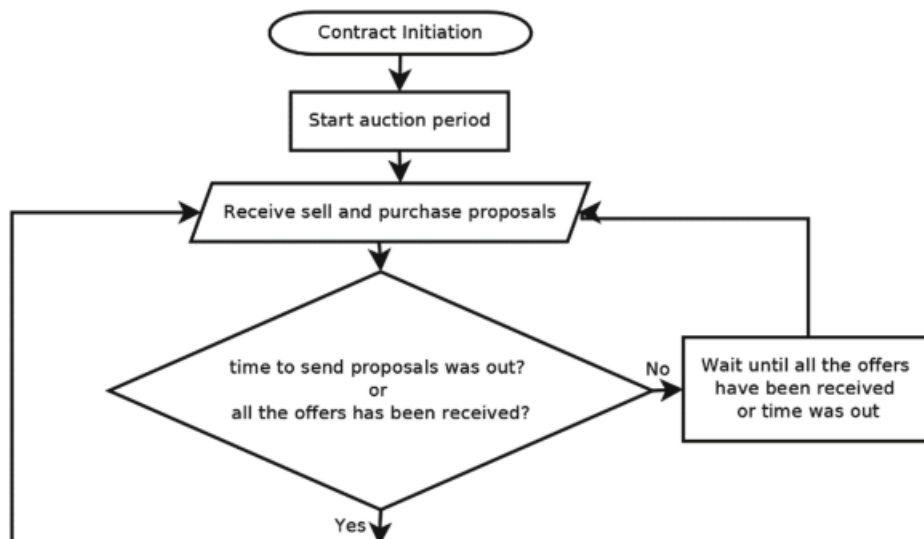 Contract Initiation
Start auction period
Receive sell and purchase proposals
time to send proposals was out?
or
all the offers has been received?
No
Wait until all the offers
have been received
or time was out
Yes